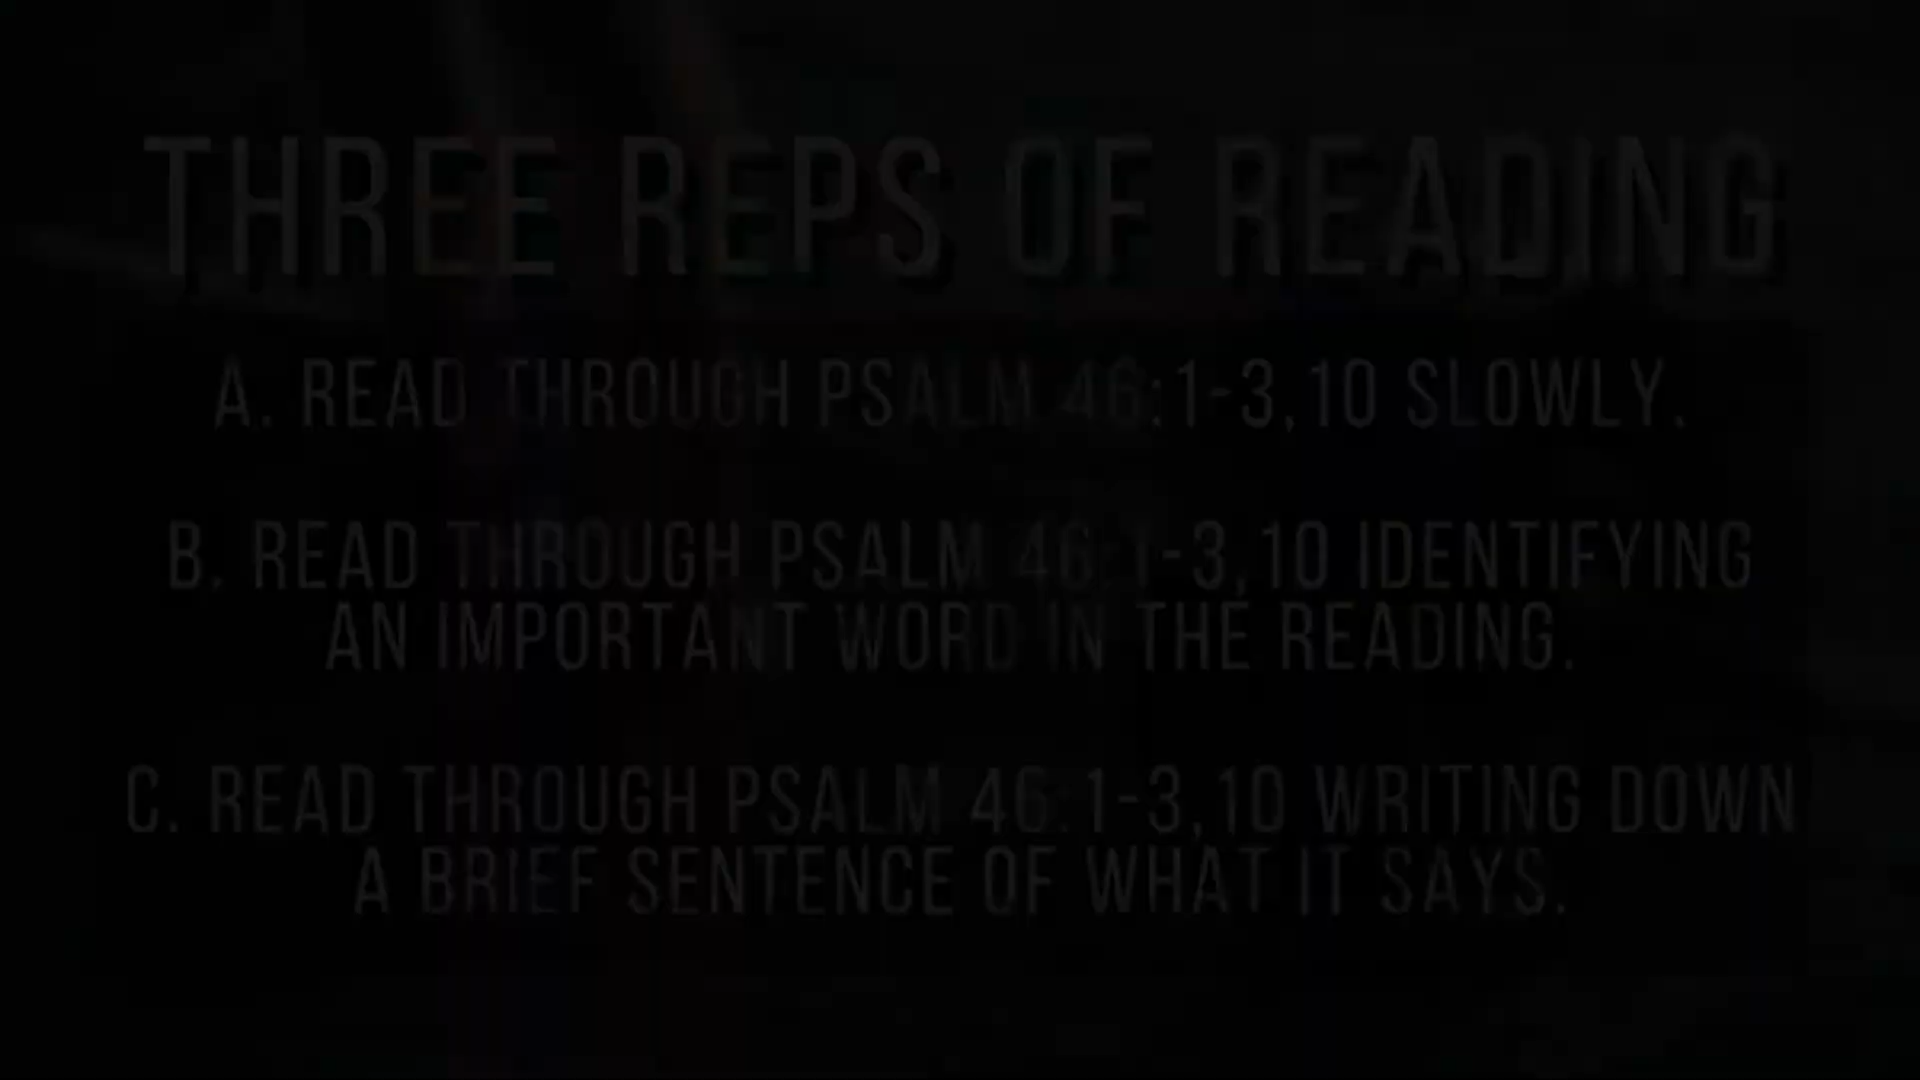 THREE REPS OF READING
A. READ THROUGH PSALM 46:1-3,10 SLOWLY.
B. READ THROUGH PSALM 46:1-3,10 IDENTIFYING
AN IMPORTANT WORD IN THE READING.
C. READ THROUGH PSALM 46:1-3,10 WRITING DOWN
A BRIEF SENTENCE OF WHAT IT SAYS.